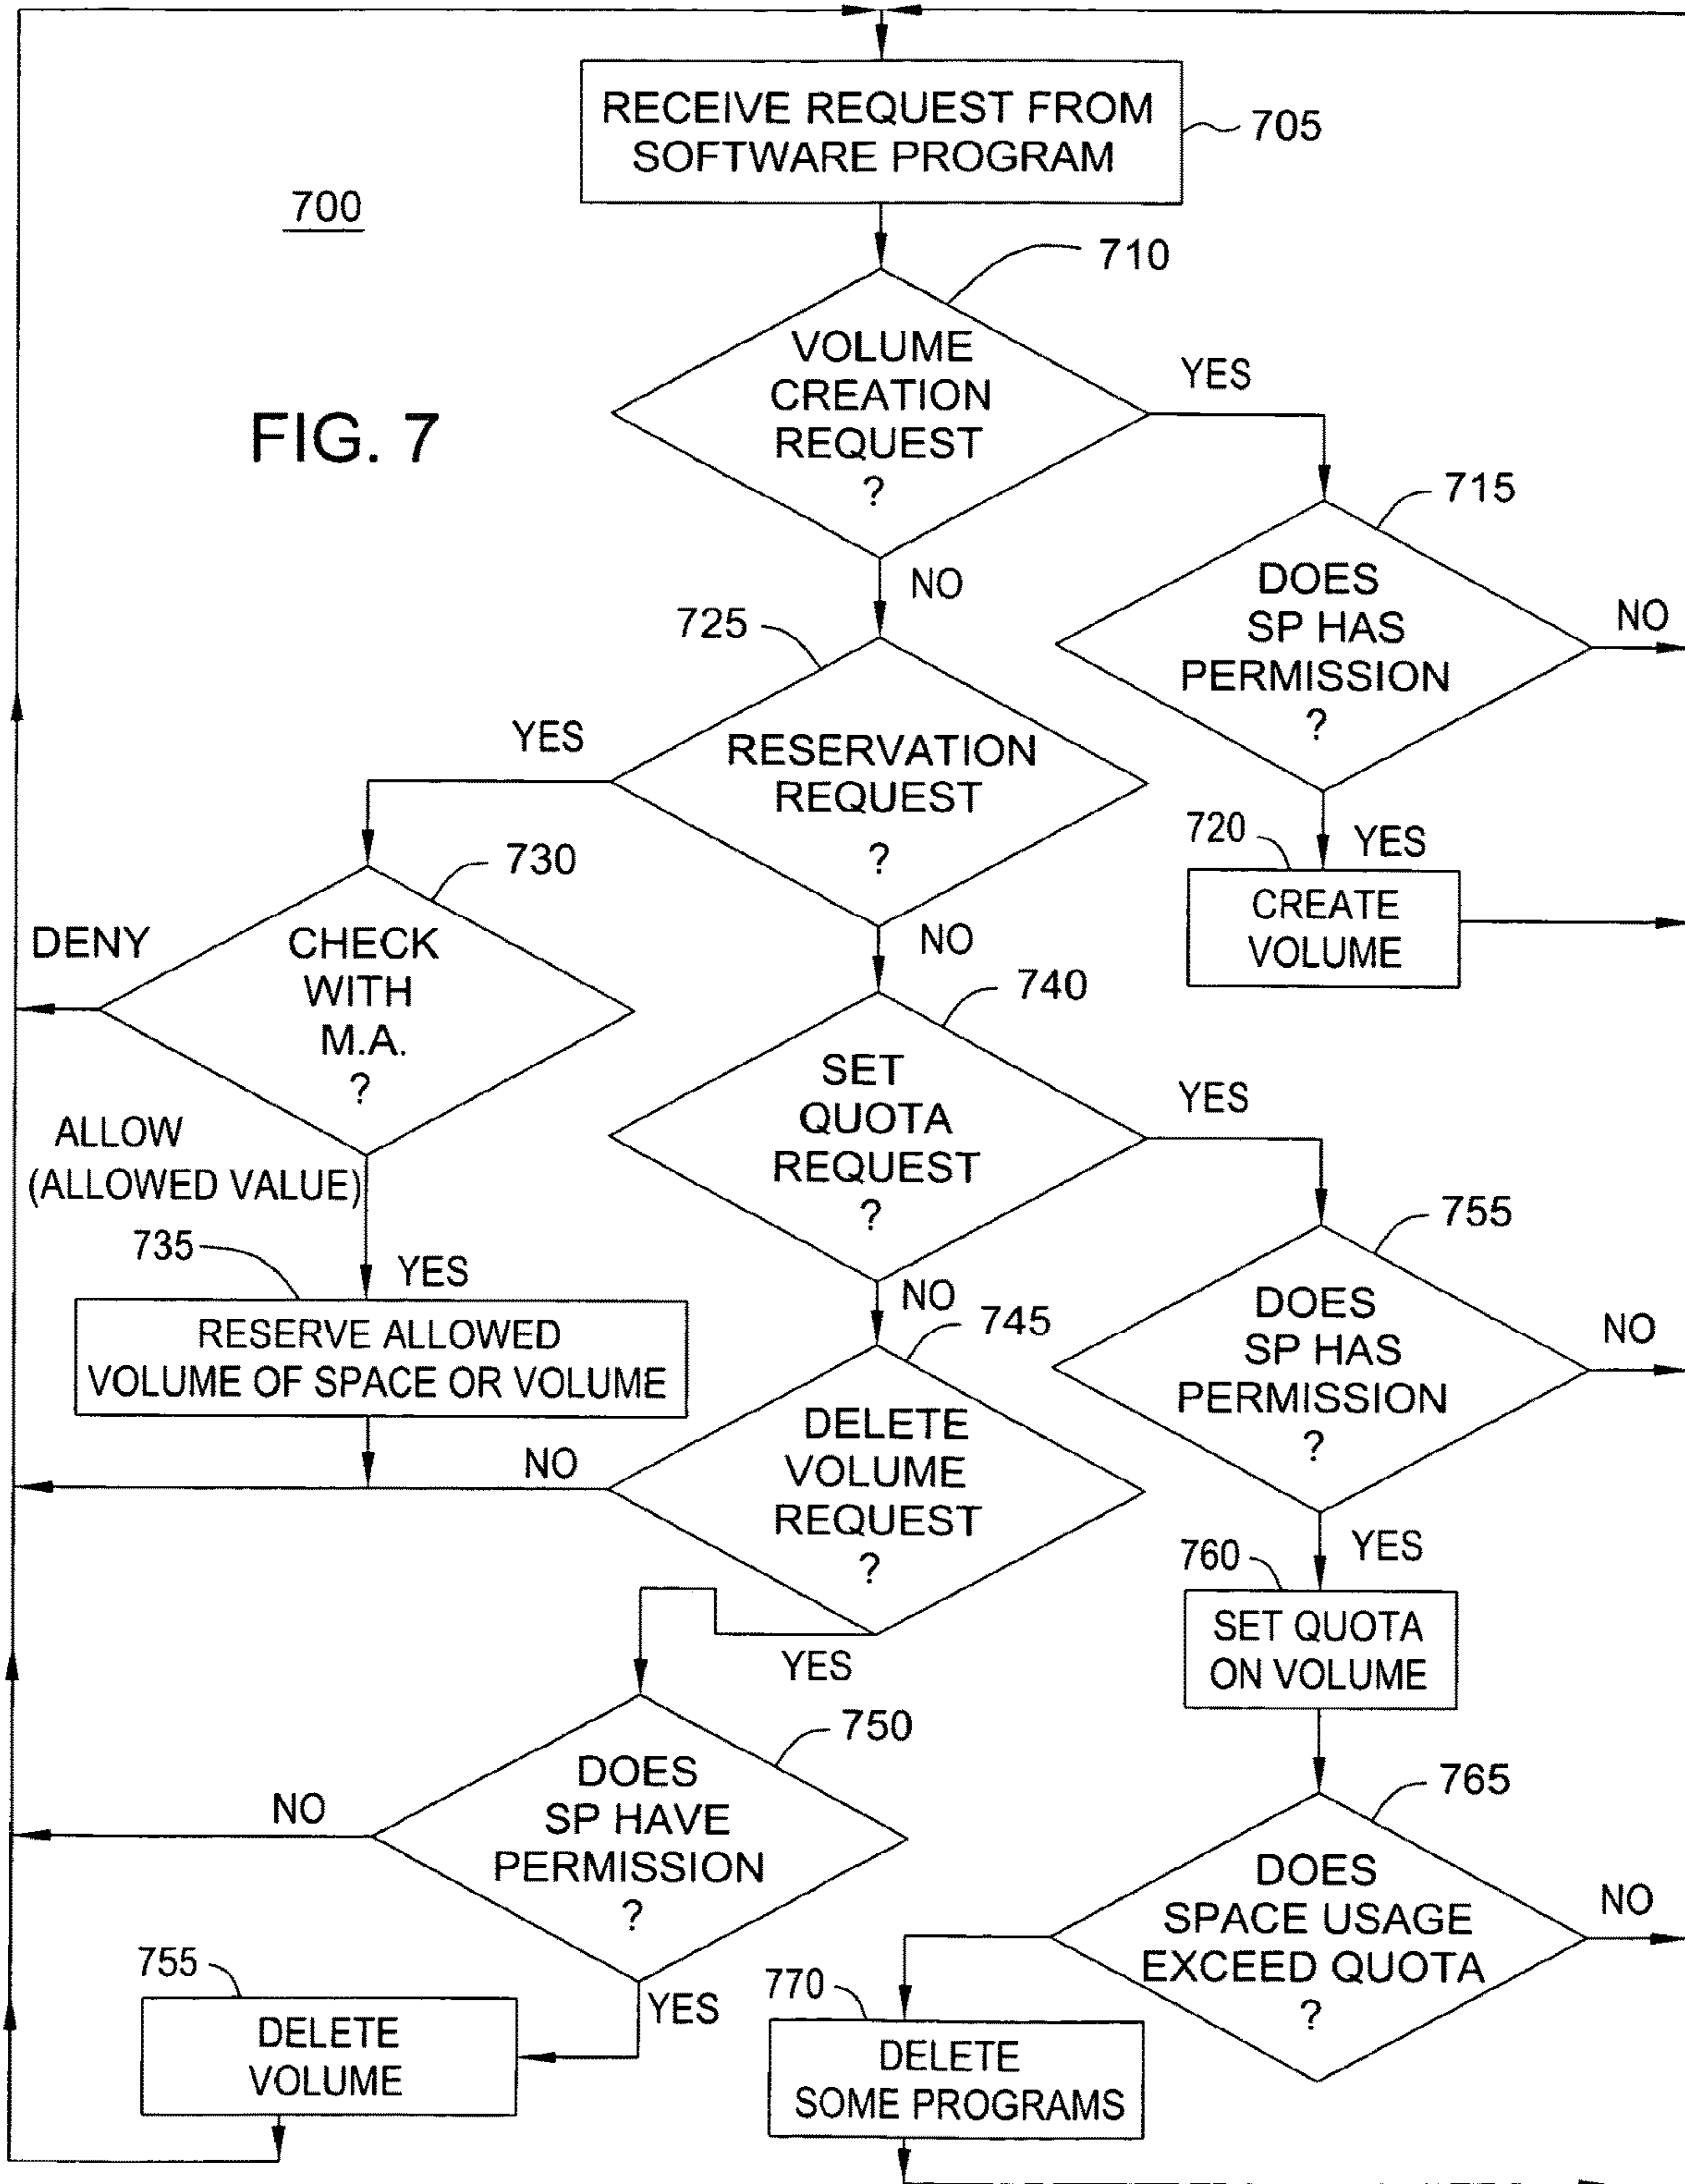 RECEIVE REQUEST FROM
SOFTWARE PROGRAM
705
700
710
VOLUME
CREATION
REQUEST
?
YES
FIG. 7
715
DOES
SP HAS
PERMISSION
?
NO
NO
725
YES
RESERVATION
REQUEST
?
720
YES
CREATE
VOLUME
730
DENY
CHECK
WITH
M.A.
?
NO
740
SET
QUOTA
REQUEST
?
YES
ALLOW
(ALLOWED VALUE)
735
YES
RESERVE ALLOWED
VOLUME OF SPACE OR VOLUME
755
DOES
SP HAS
PERMISSION
?
NO
NO
745
DELETE
VOLUME
REQUEST
?
NO
YES
760
YES
SET QUOTA
ON VOLUME
750
DOES
SP HAVE
PERMISSION
?
NO
765
DOES
SPACE USAGE
EXCEED QUOTA
?
NO
755
YES
DELETE
VOLUME
770
DELETE
SOME PROGRAMS